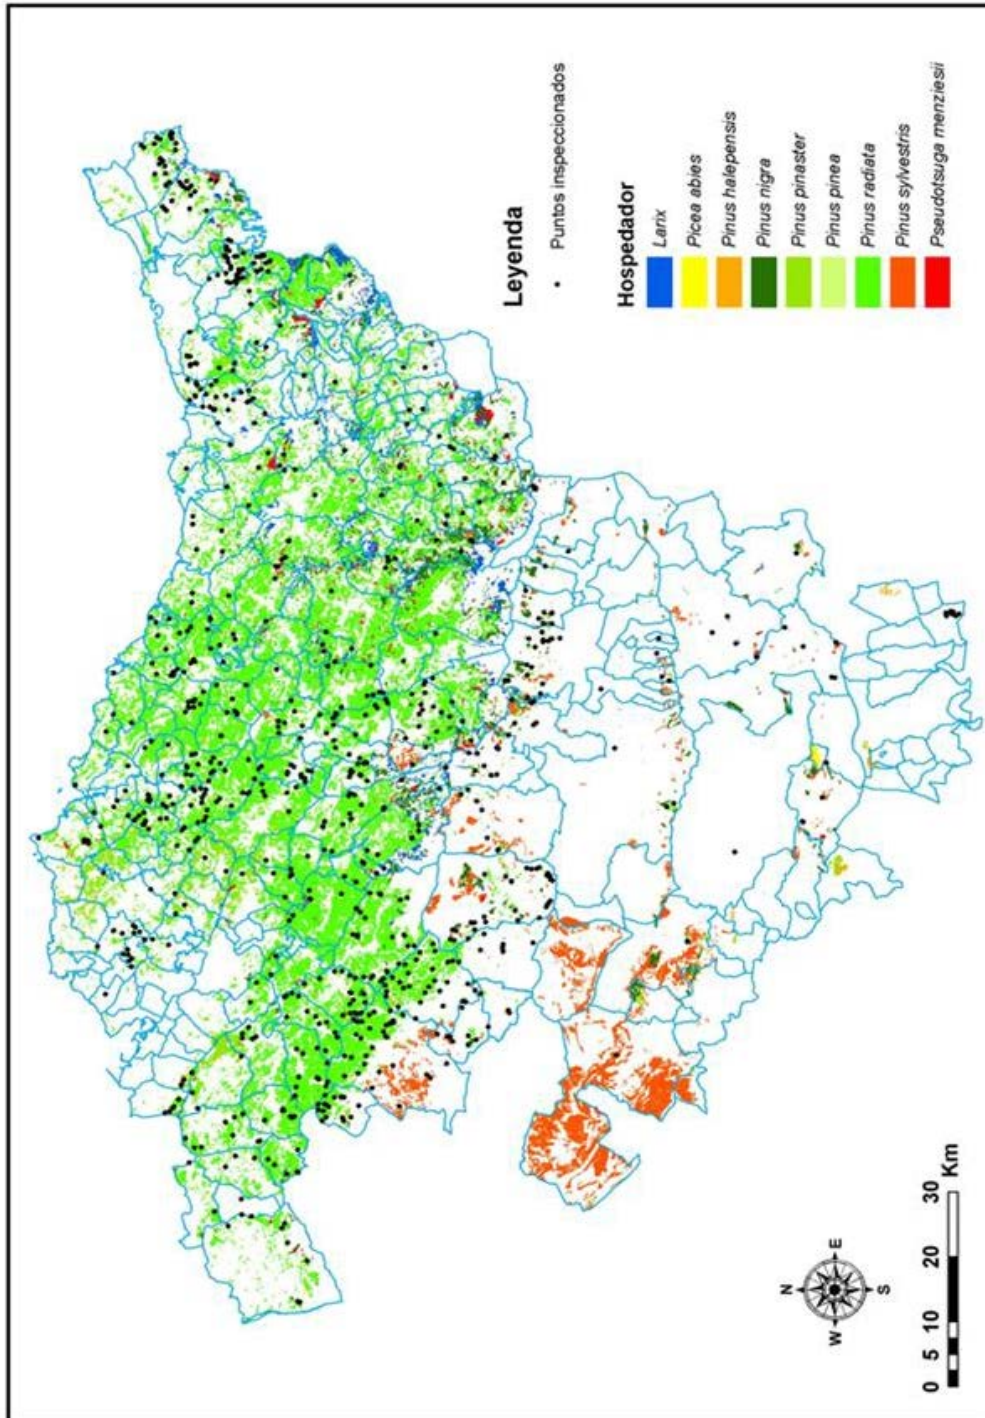 Leyenda
Puntos inspeccionados
Hospedador
Larix
Picea abies
Pinus halepensis
Pinus nigra
Pinus pinaster
Pinus pinea
Pinus radiata
Pinus sylvestris
Pseudotsuga menziesii
N
W E
S
0 5 10 20 30 Km